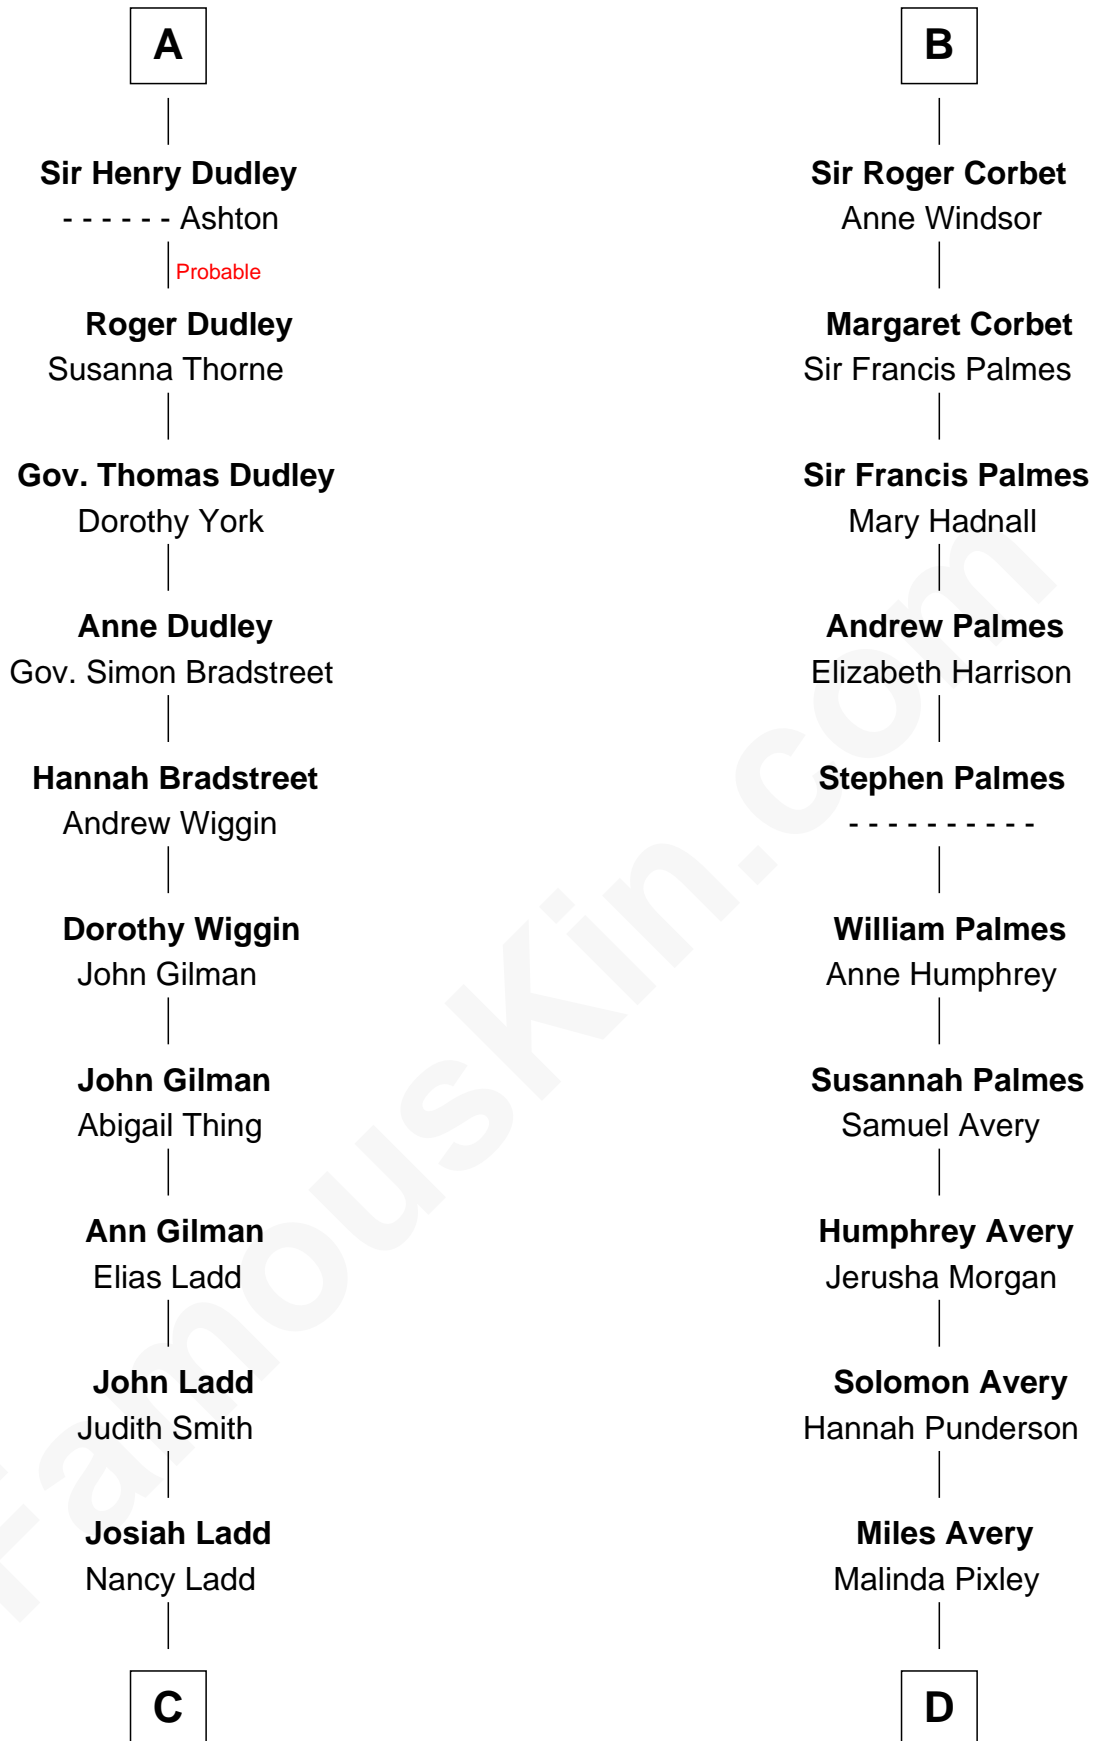 A
Sir Henry Dudley
- - - - - - Ashton
Probable
Roger Dudley
Susanna Thorne
Gov. Thomas Dudley
Dorothy York
Anne Dudley
Gov. Simon Bradstreet
Hannah Bradstreet
Andrew Wiggin
Dorothy Wiggin
John Gilman
John Gilman
Abigail Thing
Ann Gilman
Elias Ladd
John Ladd
Judith Smith
Josiah Ladd
Nancy Ladd
C
B
Sir Roger Corbet
Anne Windsor
Margaret Corbet
Sir Francis Palmes
Sir Francis Palmes
Mary Hadnall
Andrew Palmes
Elizabeth Harrison
Stephen Palmes
- - - - - - - - - -
William Palmes
Anne Humphrey
Susannah Palmes
Samuel Avery
Humphrey Avery
Jerusha Morgan
Solomon Avery
Hannah Punderson
Miles Avery
Malinda Pixley
D
FamousKin.com